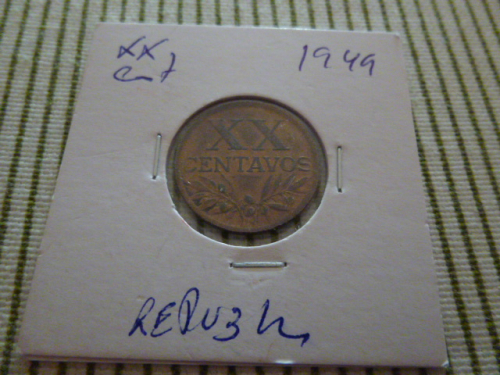 XX 1949
Cent
XX
CENTAVOS